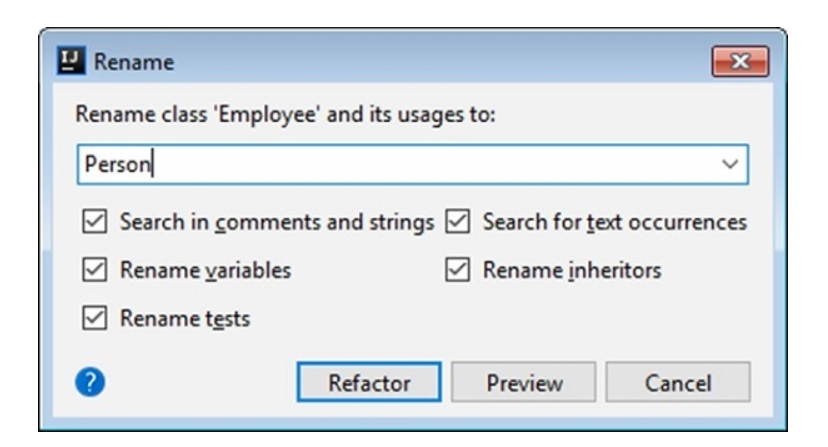 IJ Rename
Rename class 'Employee' and its usages to:
Person
Search in comments and strings Search for text occurrences
Rename variables Rename inheritors
Rename tests
? Refactor Preview Cancel